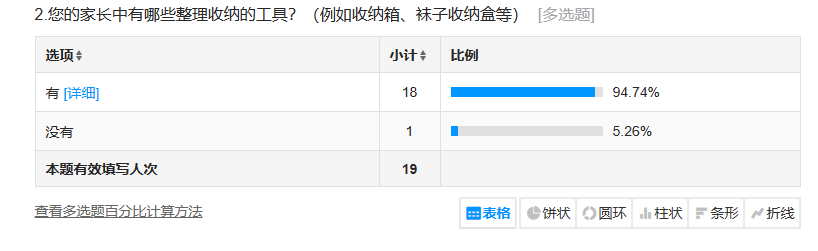 2.您的家长中有哪些整理收纳的工具？（例如收纳箱、袜子收纳盒等） [多选题]
选项 小计 比例
有 [详细] 18 94.74%
没有 1 5.26%
本题有效填写人次 19
查看多选题百分比计算方法 表格 饼状 圆环 柱状 条形 折线